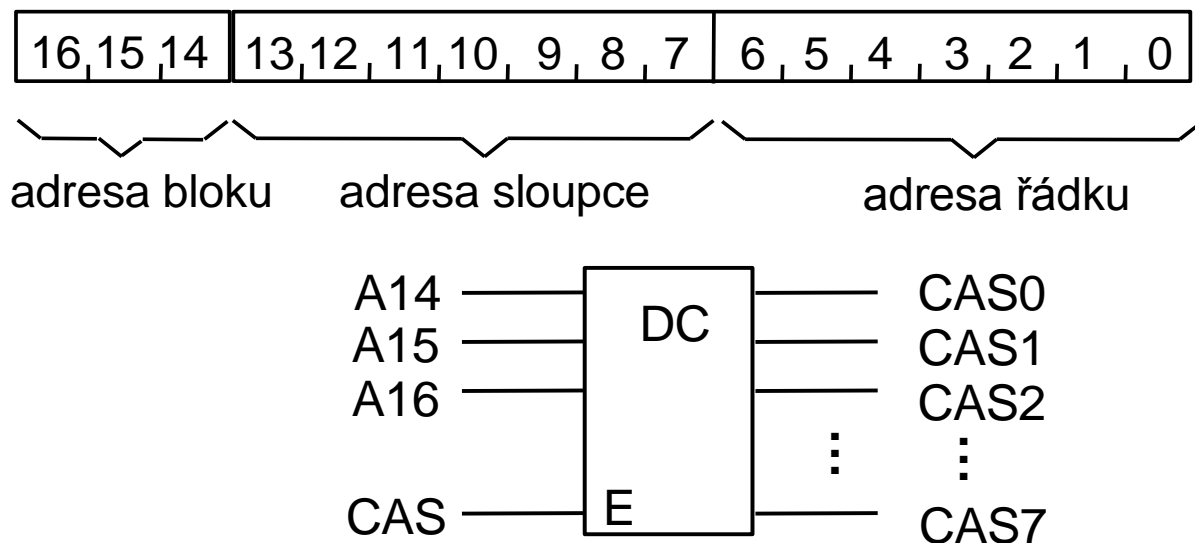 16 15 14 13 12 11 10 9 8 7 6 5 4 3 2 1 0
adresa bloku adresa sloupce adresa řádku
A14 DC CAS0
A15 CAS1
A16 CAS2
⋮ ⋮
CAS E CAS7